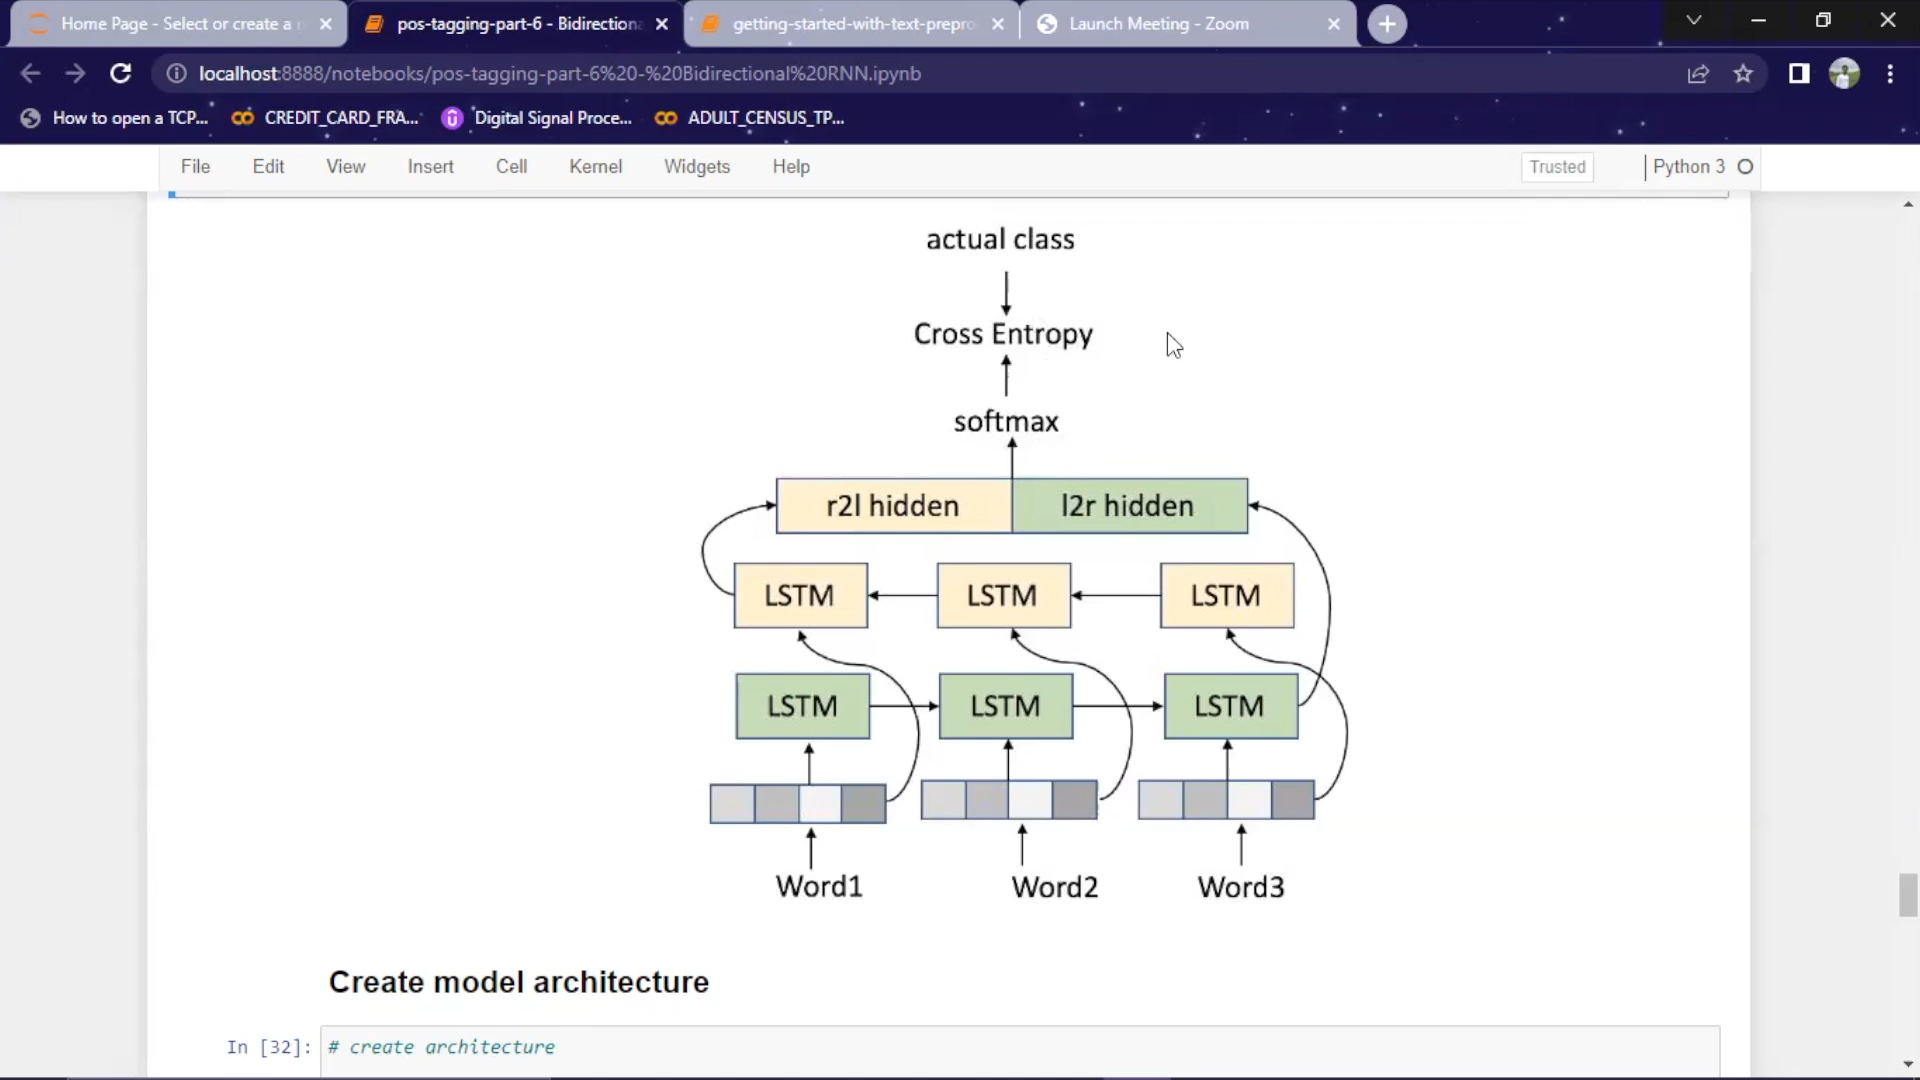 Home Page - Select or create a n
pos-tagging-part-6 - Bidirectiona
getting-started-with-text-prepro
Launch Meeting - Zoom
localhost:8888/notebooks/pos-tagging-part-6%20-%20Bidirectional%20RNN.ipynb
How to open a TCP...
CREDIT_CARD_FRA...
Digital Signal Proce...
ADULT_CENSUS_TP...
File Edit View Insert Cell Kernel Widgets Help
Trusted
Python 3
actual class
Cross Entropy
softmax
r2l hidden l2r hidden
LSTM LSTM LSTM
LSTM LSTM LSTM
Word1 Word2 Word3
Create model architecture
In [32]: # create architecture